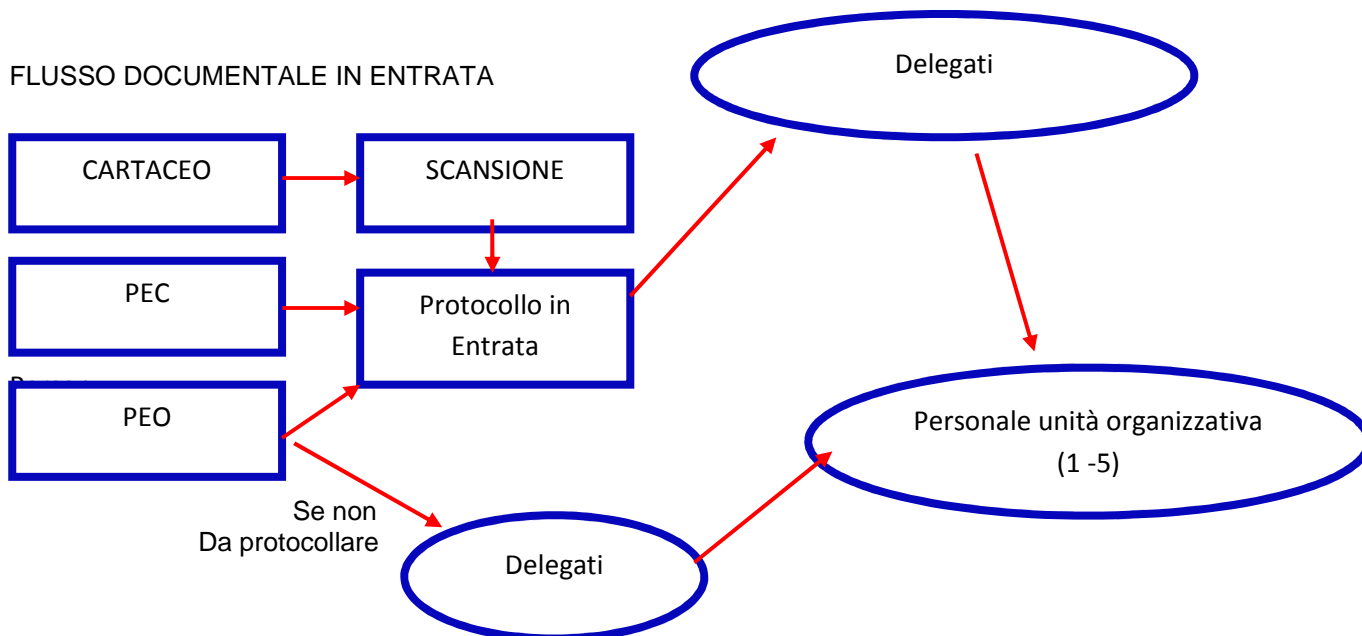 FLUSSO DOCUMENTALE IN ENTRATA
Delegati
CARTACEO
SCANSIONE
PEC
Protocollo in
Entrata
PEO
Personale unità organizzativa
(1 -5)
Se non
Da protocollare
Delegati